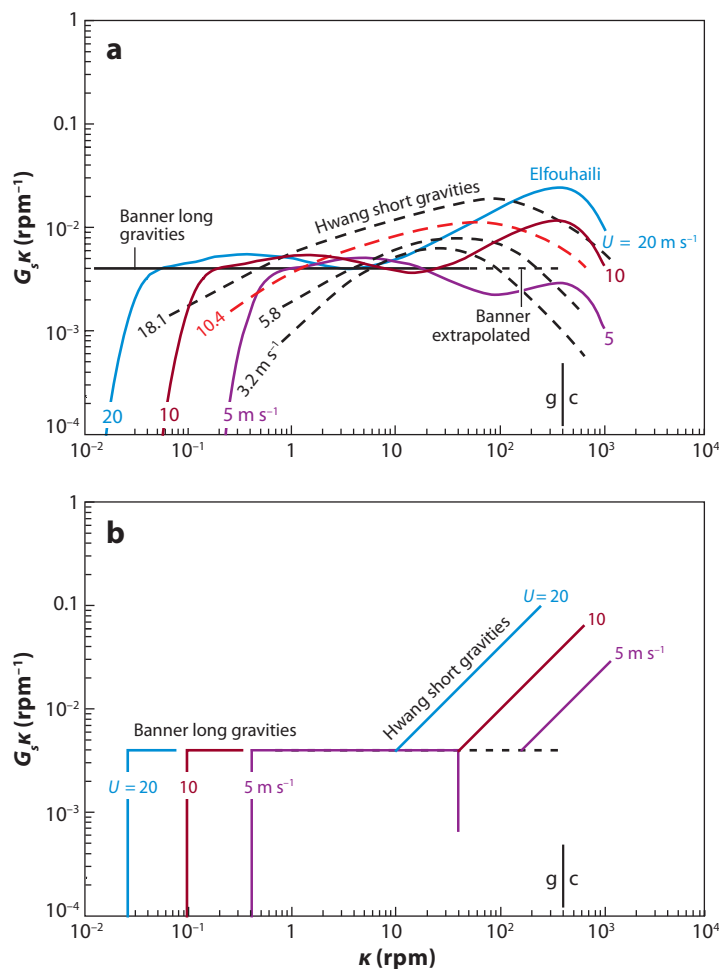 a
1
0.1
10⁻²
10⁻³
10⁻⁴
G_s κ (rpm⁻¹)
Elfouhaili
Hwang short gravities
Banner long
gravities
U = 20 m s⁻¹
10
5
18.1
10.4
5.8
3.2 m s⁻¹
Banner
extrapolated
20
10
5 m s⁻¹
g c
10⁻² 10⁻¹ 1 10 10² 10³ 10⁴
b
1
0.1
10⁻²
10⁻³
10⁻⁴
G_s κ (rpm⁻¹)
U = 20
10
5 m s⁻¹
Hwang short gravities
Banner long gravities
U = 20
10
5 m s⁻¹
g c
10⁻² 10⁻¹ 1 10 10² 10³ 10⁴
κ (rpm)